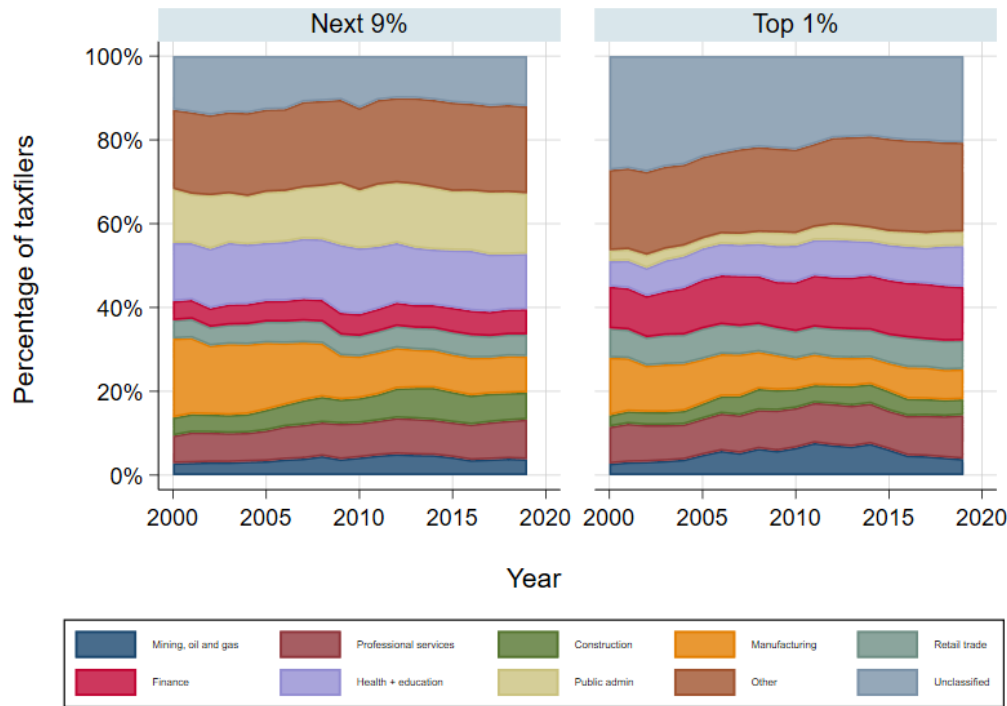 Next 9%
Top 1%
100%
80%
60%
40%
20%
0%
Percentage of taxfilers
2000 2005 2010 2015 2020
2000 2005 2010 2015 2020
Year
Mining, oil and gas
Professional services
Construction
Manufacturing
Retail trade
Finance
Health + education
Public admin
Other
Unclassified